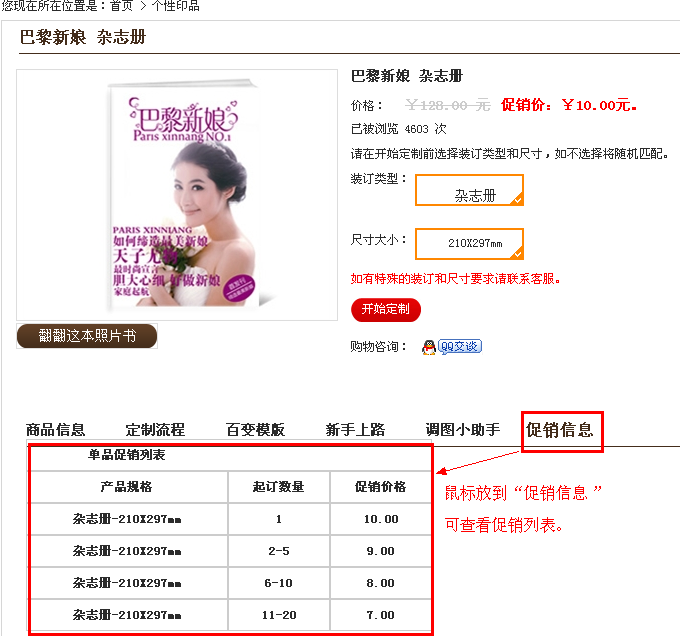 您现在所在位置是：首页 > 个性印品
巴黎新娘 杂志册
巴黎新娘
Paris xinnang NO.1
PARIS XINNIANG
如何缔造最美新娘
天子尤物
最时尚宣言
胆大心细 好做新娘
家庭起航
翻翻这本照片书
巴黎新娘 杂志册
价格： ￥128.00 元 促销价：￥10.00元。
已被浏览 4603 次
请在开始定制前选择装订类型和尺寸，如不选择将随机匹配。
装订类型： 杂志册
尺寸大小： 210X297mm
如有特殊的装订和尺寸要求请联系客服。
开始定制
购物咨询： QQ交谈
商品信息 定制流程 百变模版 新手上路 调图小助手 促销信息
单品促销列表
产品规格 起订数量 促销价格
杂志册-210X297mm 1 10.00
杂志册-210X297mm 2-5 9.00
杂志册-210X297mm 6-10 8.00
杂志册-210X297mm 11-20 7.00
鼠标放到“促销信息 ”
可查看促销列表。